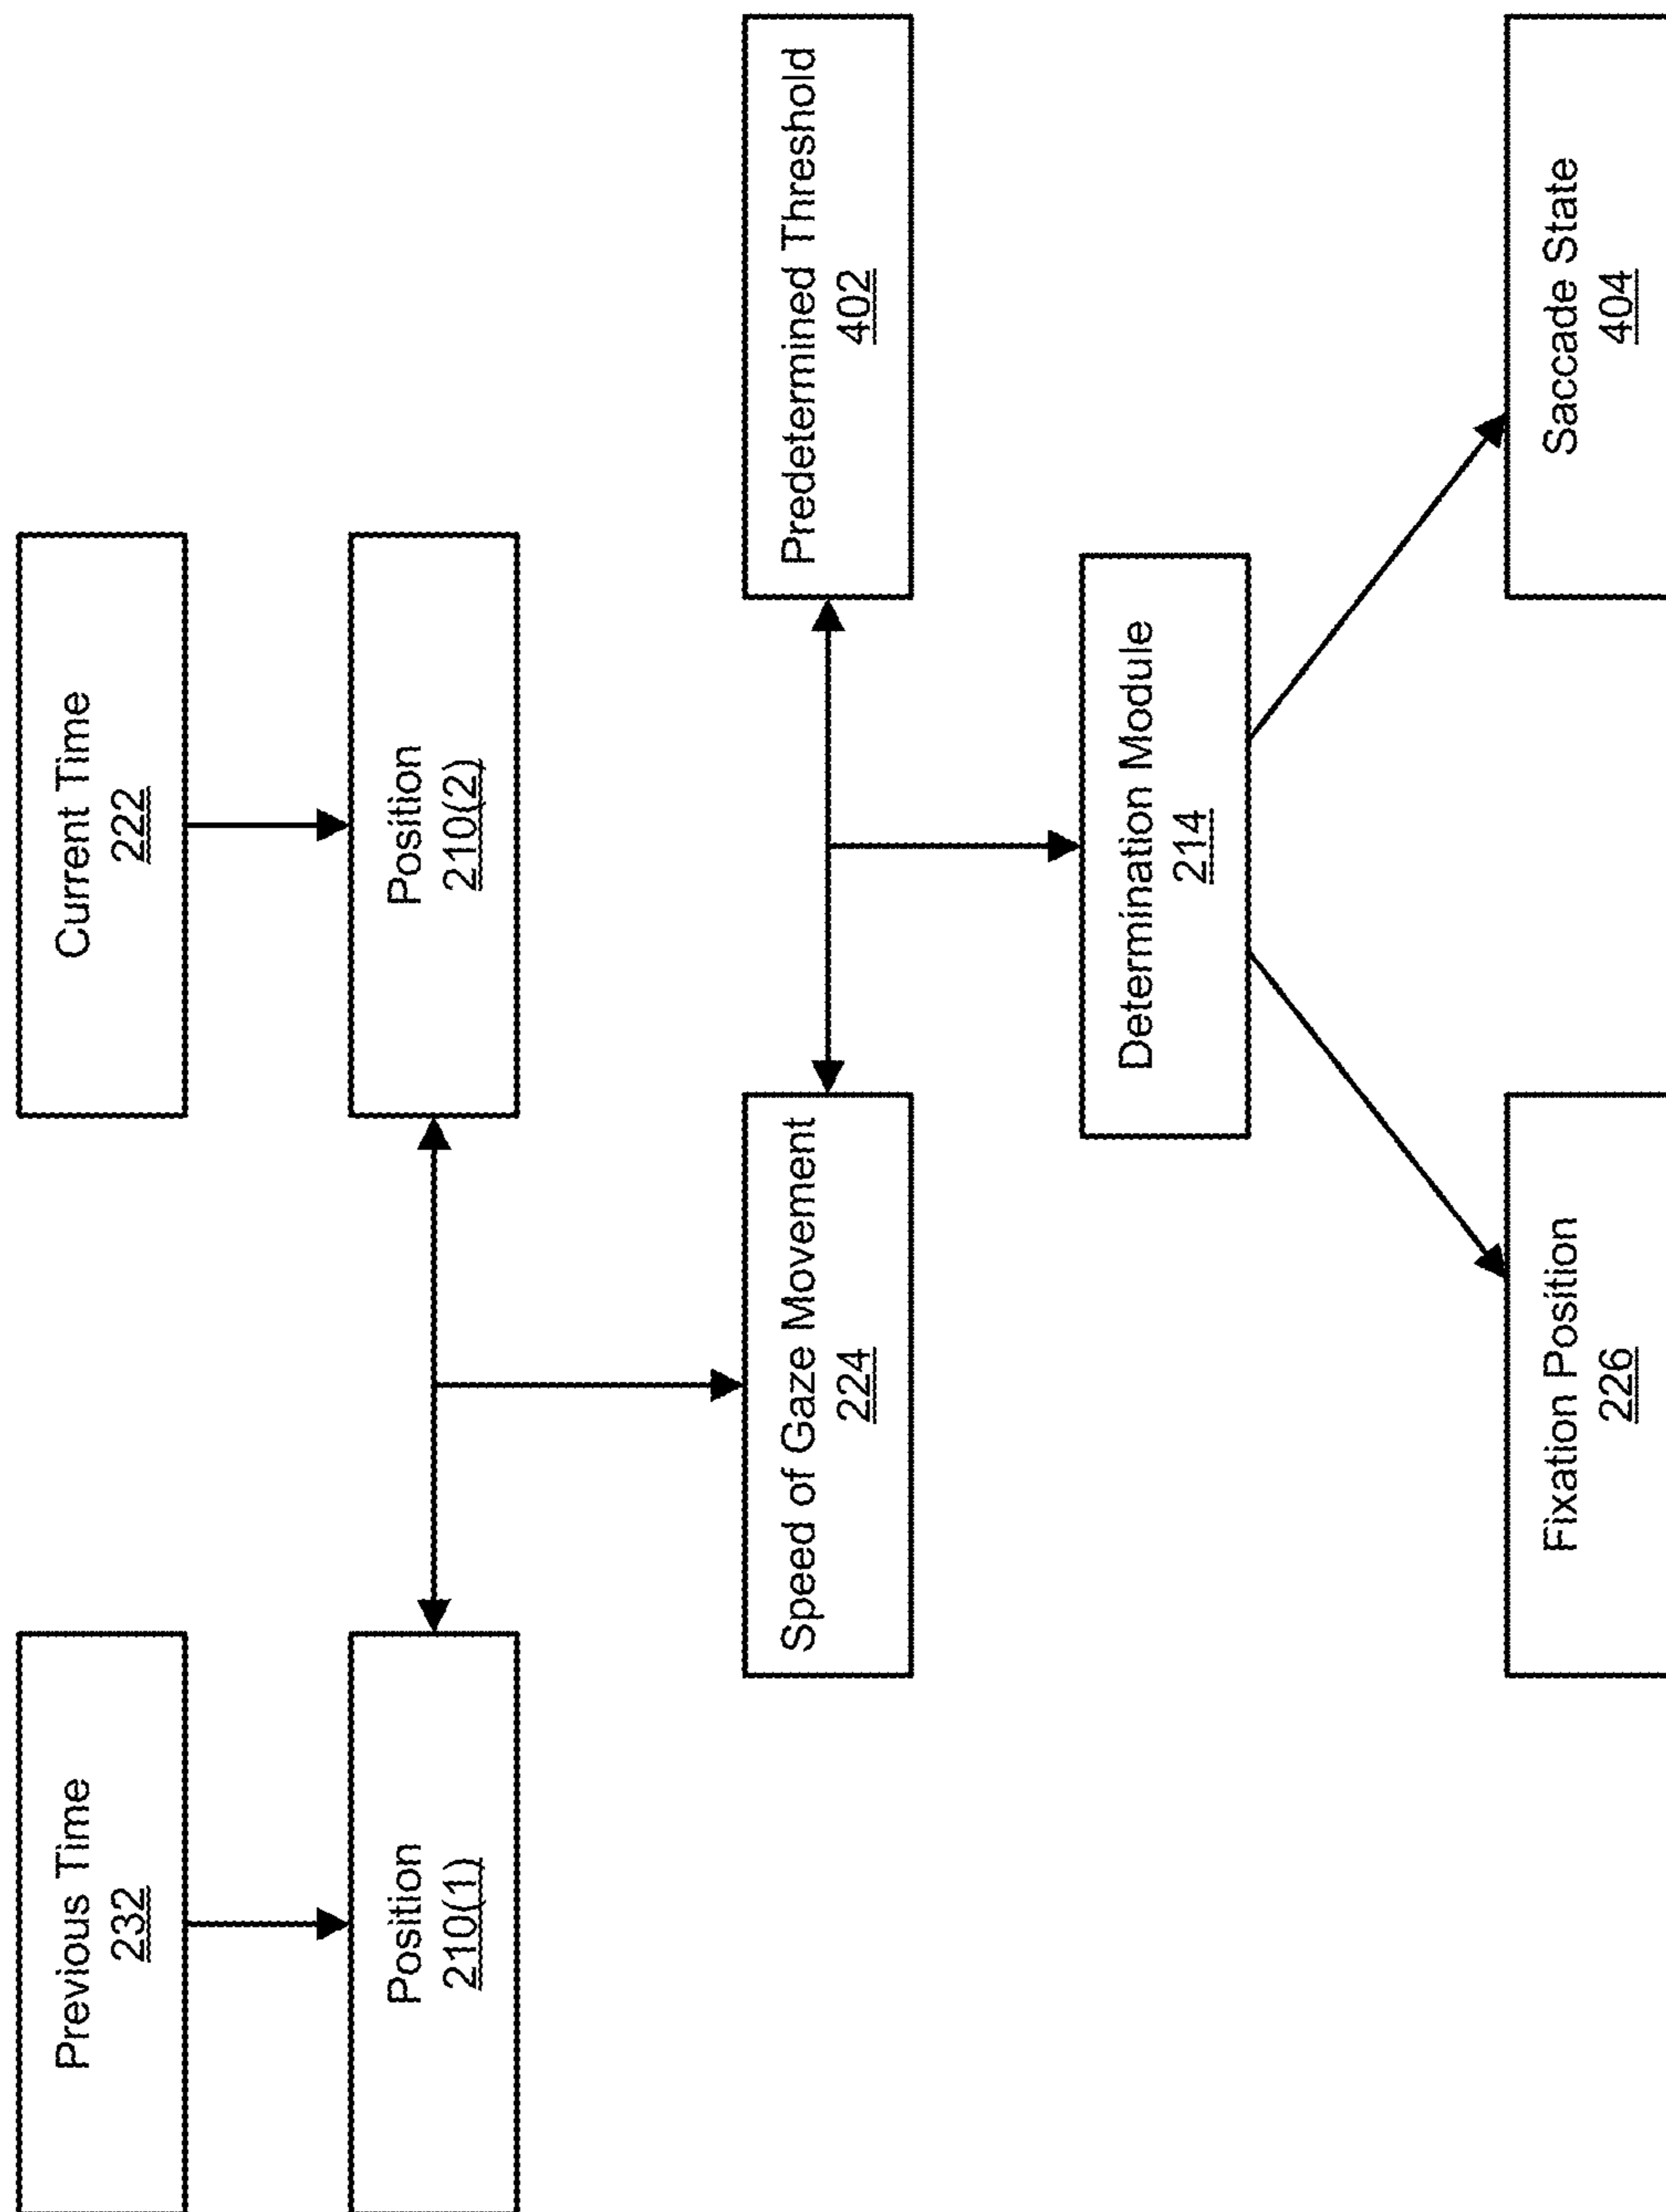 Previous Time
232
Current Time
222
Position
210(1)
Position
210(2)
Speed of Gaze Movement
224
Predetermined Threshold
402
Determination Module
214
Fixation Position
226
Saccade State
404